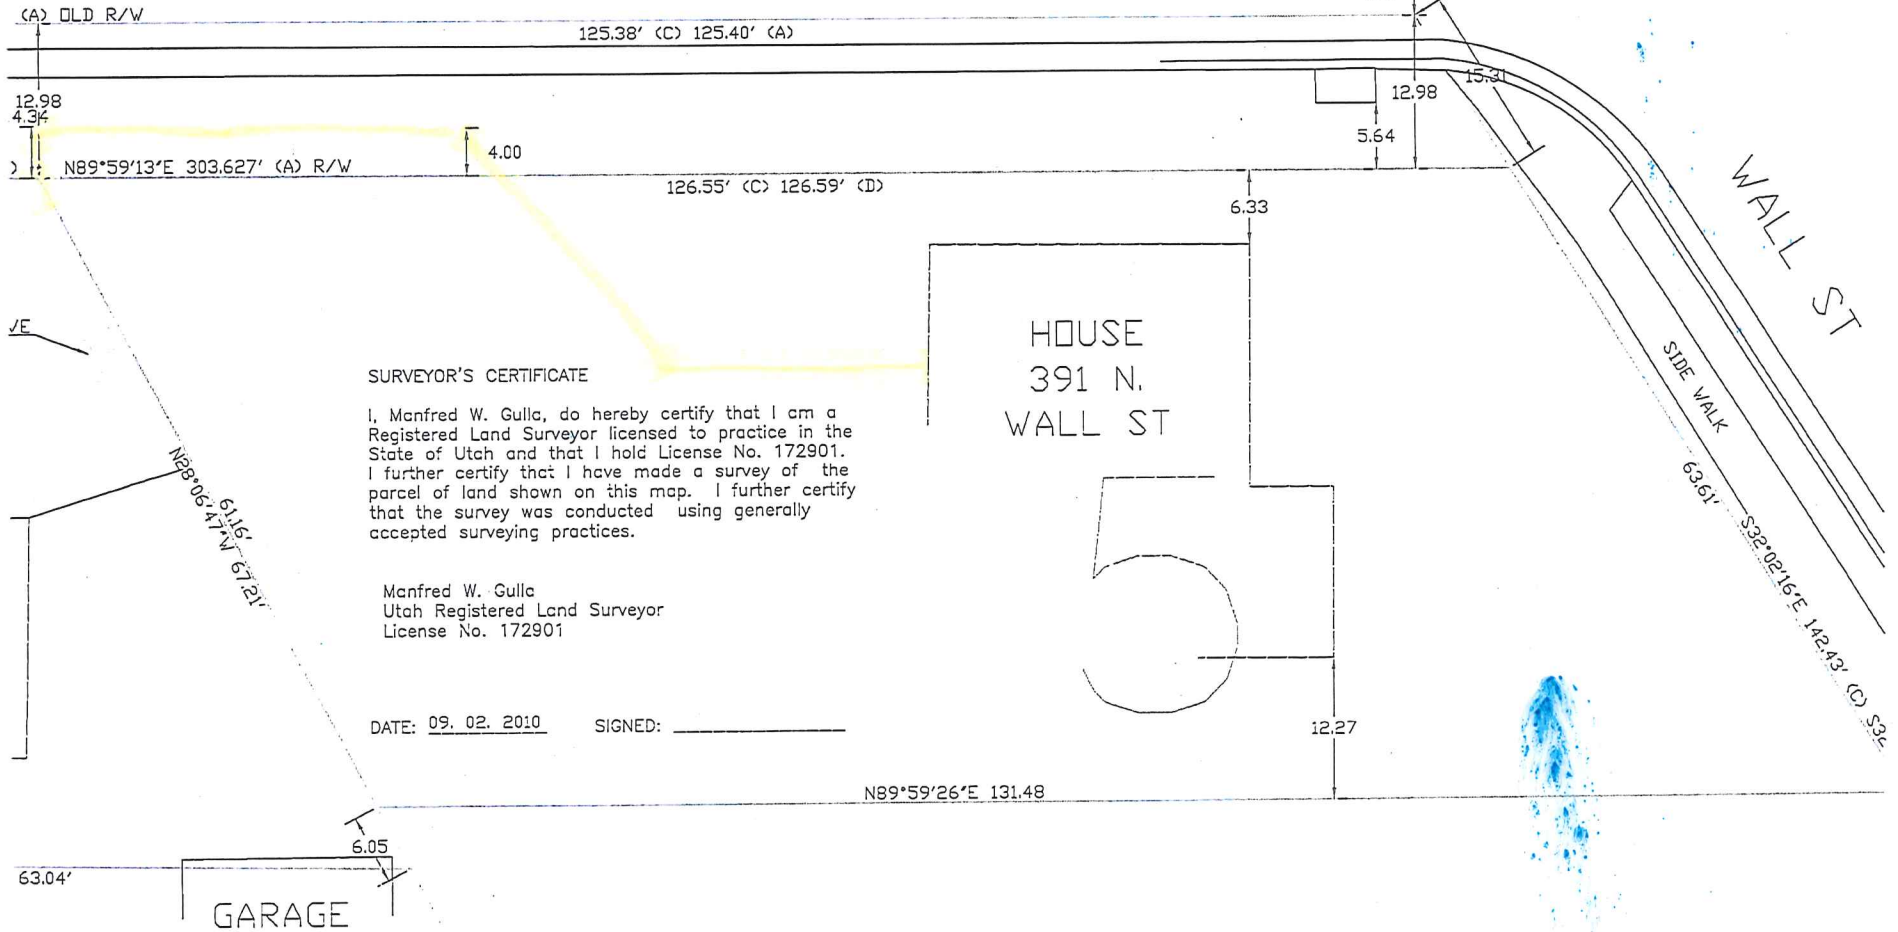 (A) OLD R/W
125.38' (C) 125.40' (A)
12.98
4.34
N89°59'13"E 303.627' (A) R/W
4.00
126.55' (C) 126.59' (D)
15.31
12.98
5.64
6.33
WALL ST
VE
HOUSE
391 N.
WALL ST
SIDE WALK
SURVEYOR'S CERTIFICATE
I, Manfred W. Gulla, do hereby certify that I am a
Registered Land Surveyor licensed to practice in the
State of Utah and that I hold License No. 172901.
I further certify that I have made a survey of the
parcel of land shown on this map. I further certify
that the survey was conducted using generally
accepted surveying practices.
Manfred W. Gulla
Utah Registered Land Surveyor
License No. 172901
DATE: 09. 02. 2010 SIGNED:
61.16'
N28°06'47"W 67.21'
5
63.61'
S32°02'16"E 142.43' (C) S32
12.27
N89°59'26"E 131.48
6.05
63.04'
GARAGE